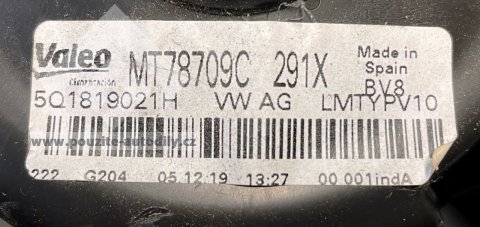 Valeo MT78709C 291X Made in
Climatización Spain
BV8
5Q1819021H VW AG LMTYPV10
www.pouzite-autodily.cz
222 G204 05.12.19 13:27 00 001indA